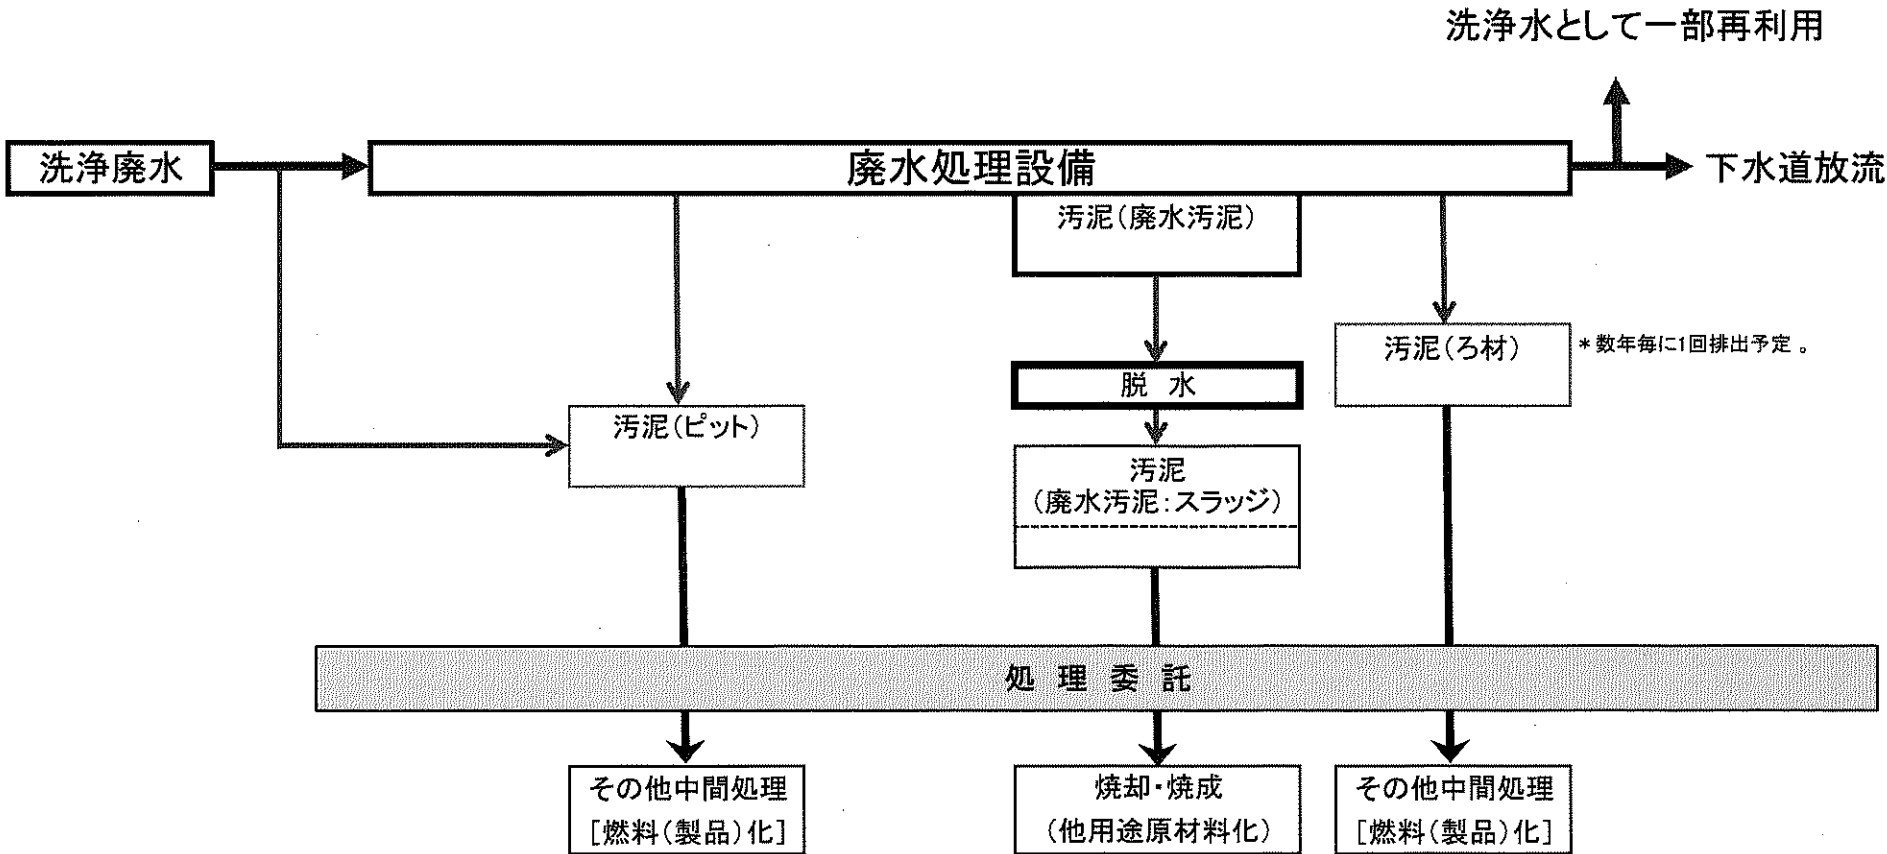 洗浄水として一部再利用
洗浄廃水
廃水処理設備
下水道放流
汚泥(廃水汚泥)
汚泥(ろ材)
*数年毎に1回排出予定。
脱 水
汚泥(ピット)
汚泥
(廃水汚泥:スラッジ)
処 理 委 託
その他中間処理
[燃料(製品)化]
焼却・焼成
(他用途原材料化)
その他中間処理
[燃料(製品)化]